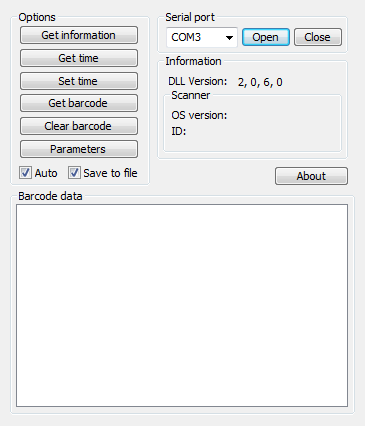 Options
Get information
Get time
Set time
Get barcode
Clear barcode
Parameters
Auto
Save to file
Serial port
COM3
Open
Close
Information
DLL Version: 2, 0, 6, 0
Scanner
OS version:
ID:
About
Barcode data